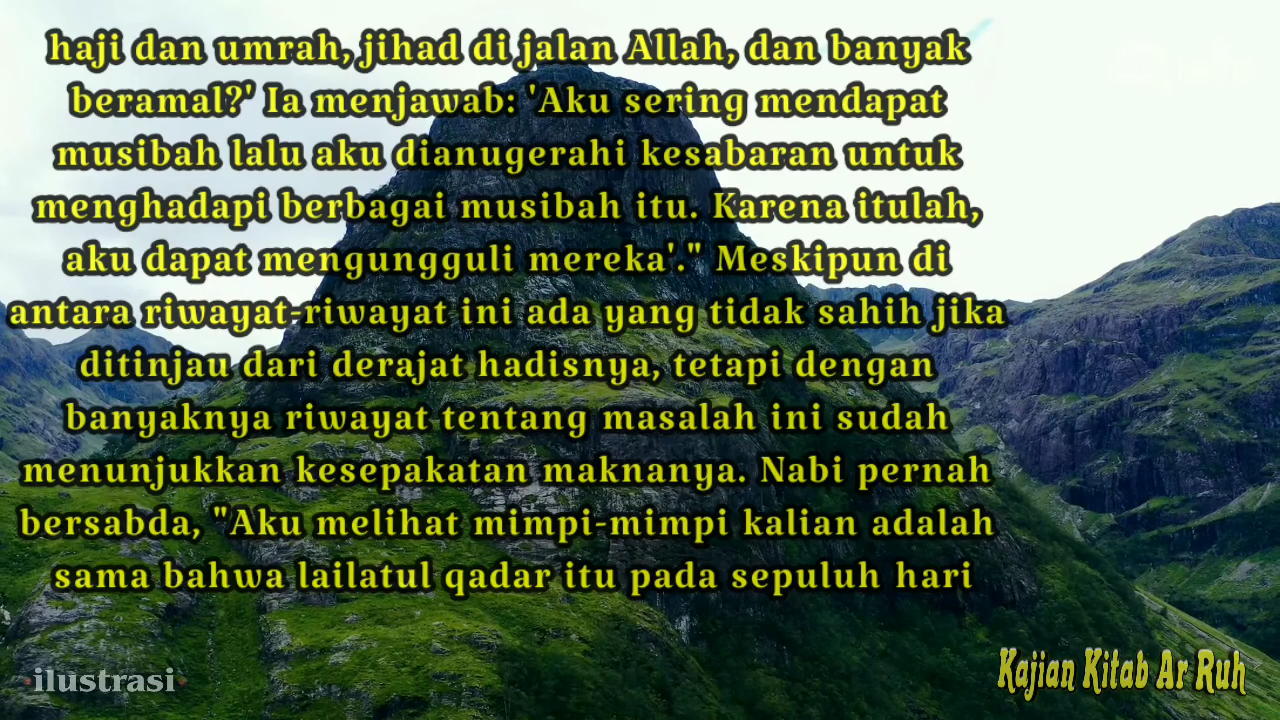 haji dan umrah, jihad di jalan Allah, dan banyak
beramal?' Ia menjawab: 'Aku sering mendapat
musibah lalu aku dianugerahi kesabaran untuk
menghadapi berbagai musibah itu. Karena itulah,
aku dapat mengungguli mereka'." Meskipun di
antara riwayat-riwayat ini ada yang tidak sahih jika
ditinjau dari derajat hadisnya, tetapi dengan
banyaknya riwayat tentang masalah ini sudah
menunjukkan kesepakatan maknanya. Nabi pernah
bersabda, "Aku melihat mimpi-mimpi kalian adalah
sama bahwa lailatul qadar itu pada sepuluh hari
ilustrasi
Kajian Kitab Ar Ruh